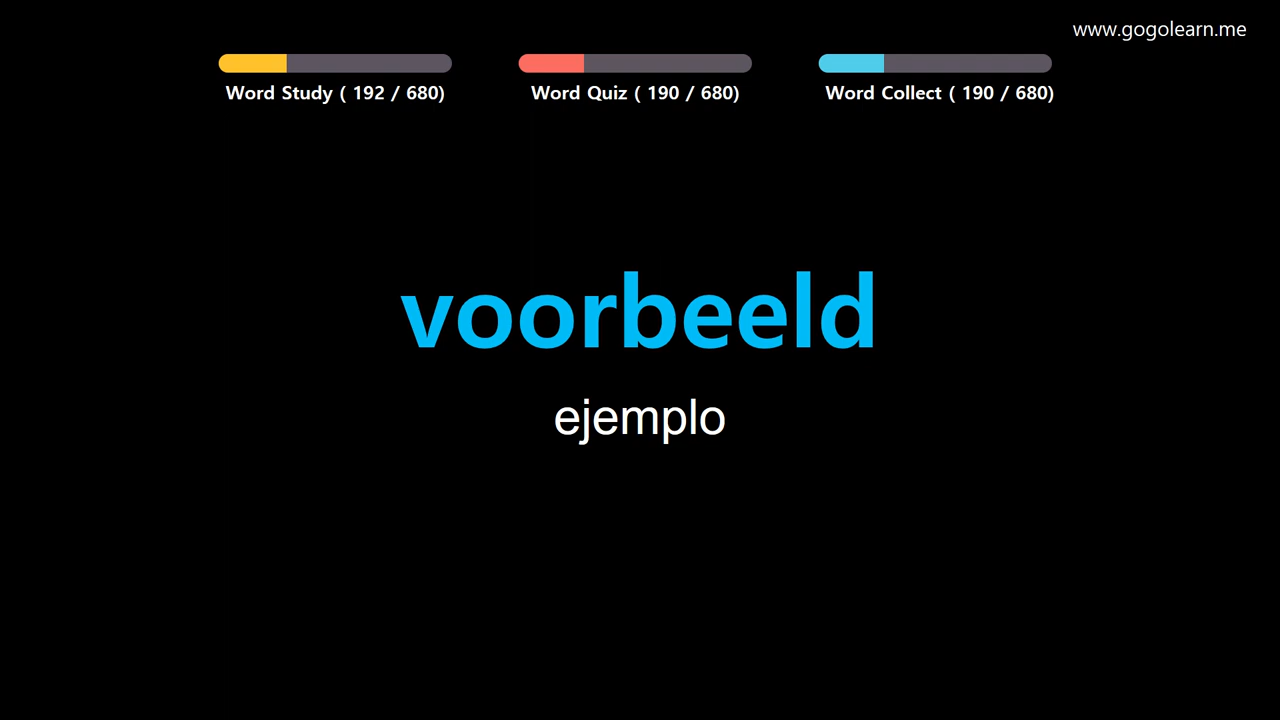 www.gogolearn.me
Word Study ( 192 / 680)
Word Quiz ( 190 / 680)
Word Collect ( 190 / 680)
voorbeeld
ejemplo